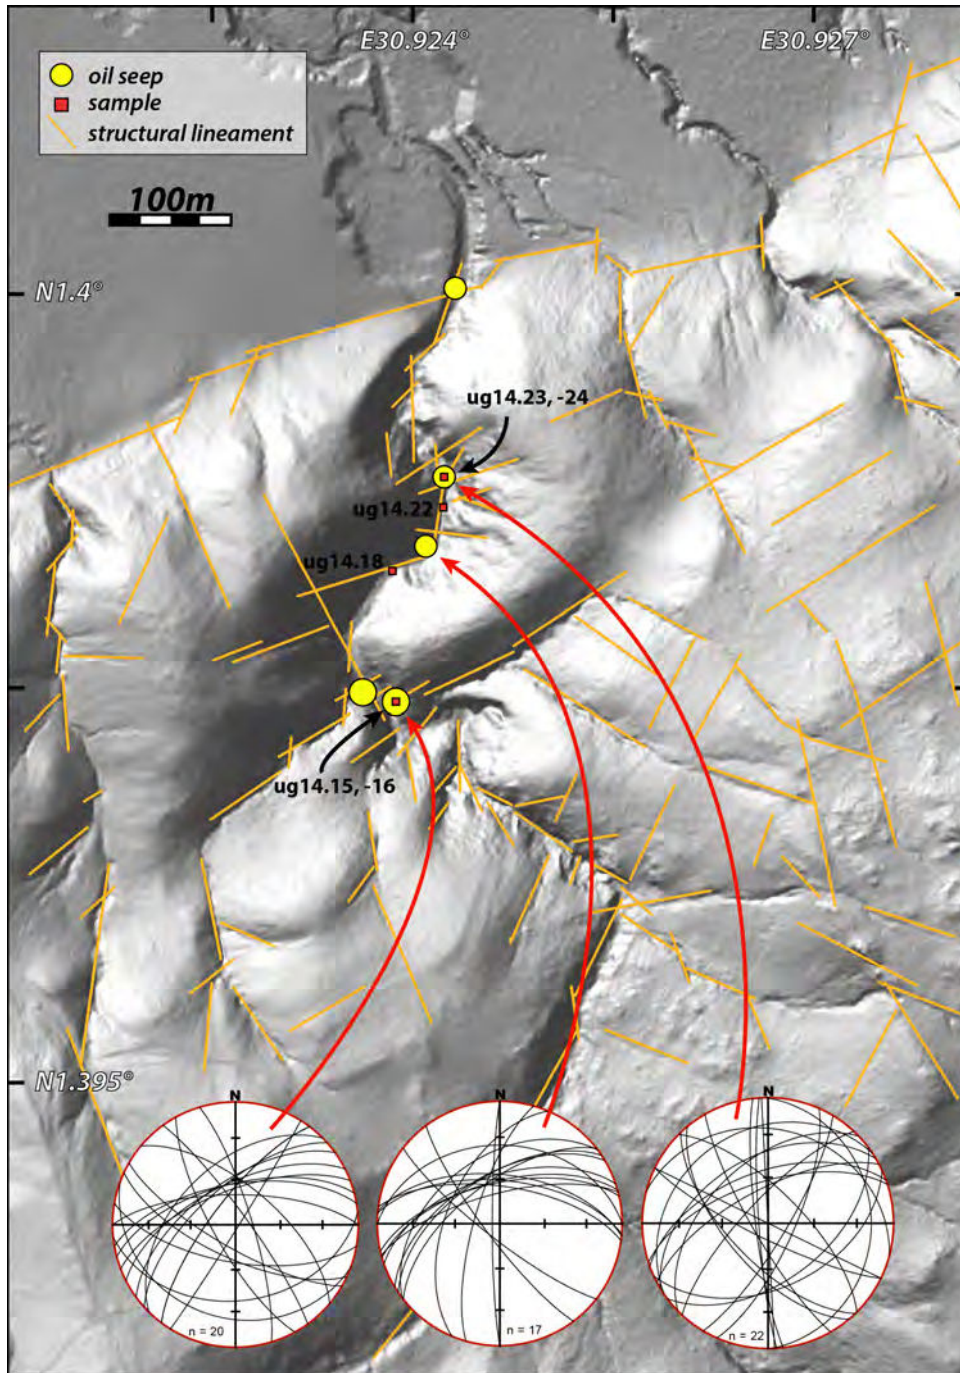 E30.924°
E30.927°
oil seep
sample
structural lineament
100m
N1.4°
ug14.23, -24
ug14.22
ug14.18
ug14.15, -16
N1.395°
N
N
N
n = 20
n = 17
n = 22